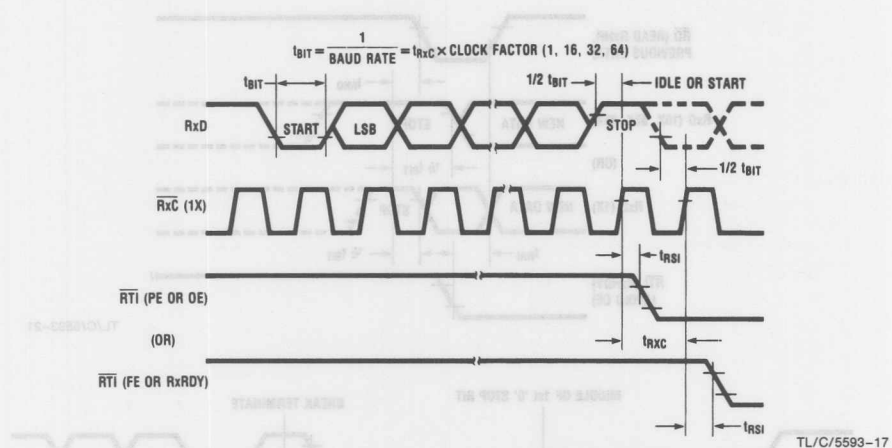 tBIT = 1 / BAUD RATE = tRxC × CLOCK FACTOR (1, 16, 32, 64)
tBIT
1/2 tBIT
IDLE OR START
RxD
START
LSB
STOP
1/2 tBIT
RxC (1X)
tRSI
RTI (PE OR OE)
(OR)
tRXC
RTI (FE OR RxRDY)
tRSI
TL/C/5593–17